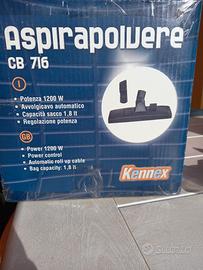 Aspirapolvere
CB 716
I
• Potenza 1200 W
• Avvolgicavo automatico
• Capacità sacco 1,8 lt
• Regolazione potenza
GB
• Power 1200 W
• Power control
• Automatic roll up cable
• Bag capacity: 1,8 lt
Kennex